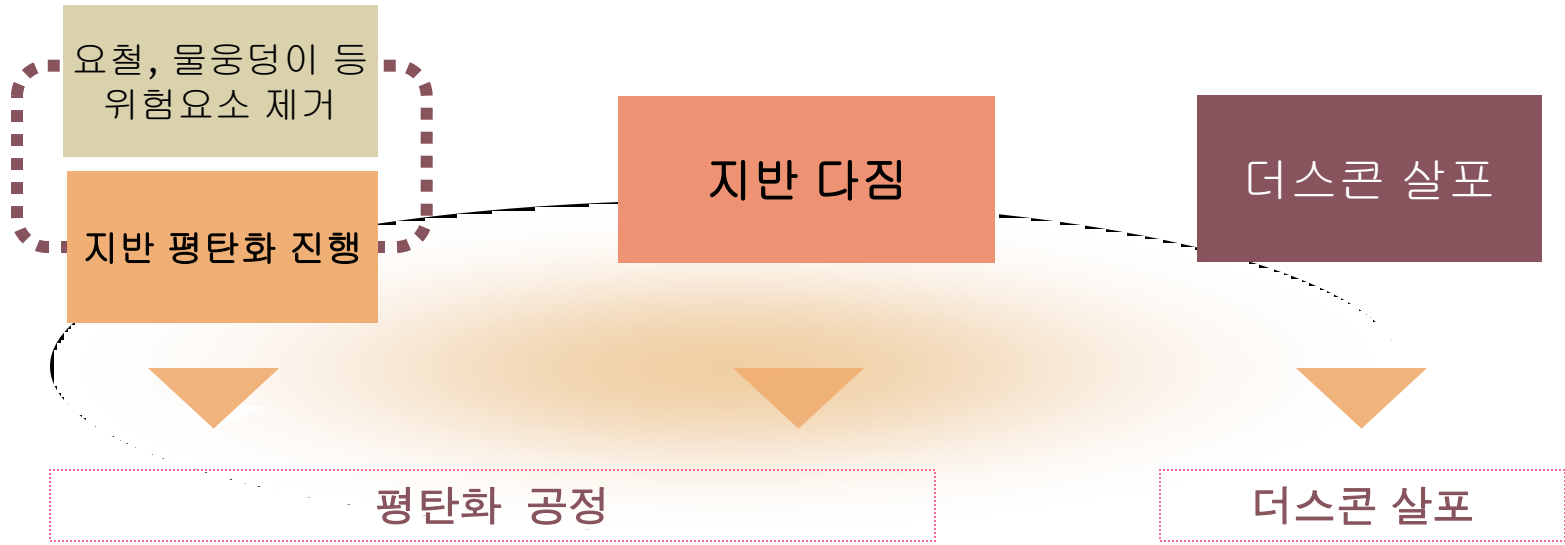 요철, 물웅덩이 등
위험요소 제거
지반 평탄화 진행
지반 다짐
더스콘 살포
평탄화 공정
더스콘 살포